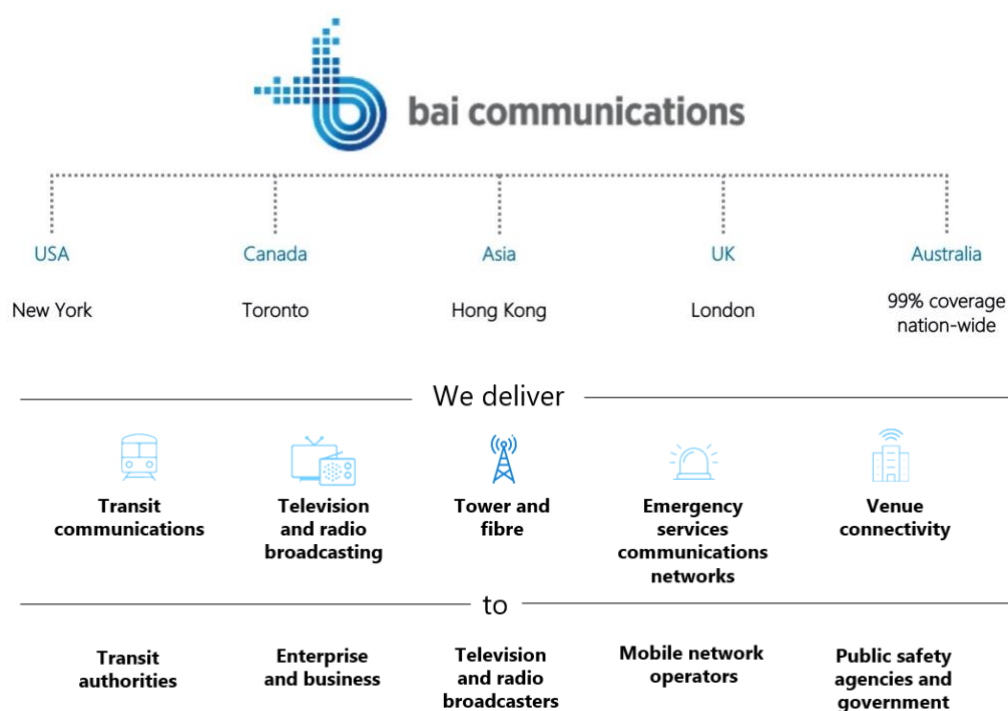 bai communications
USA
Canada
Asia
UK
Australia
New York
Toronto
Hong Kong
London
99% coverage
nation-wide
We deliver
Transit
communications
Television
and radio
broadcasting
Tower and
fibre
Emergency
services
communications
networks
Venue
connectivity
to
Transit
authorities
Enterprise
and business
Television
and radio
broadcasters
Mobile network
operators
Public safety
agencies and
government